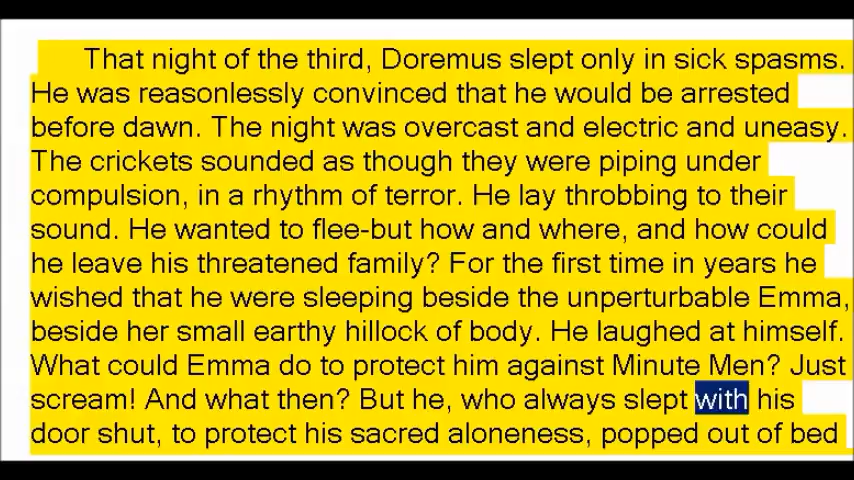 That night of the third, Doremus slept only in sick spasms.
He was reasonlessly convinced that he would be arrested
before dawn. The night was overcast and electric and uneasy.
The crickets sounded as though they were piping under
compulsion, in a rhythm of terror. He lay throbbing to their
sound. He wanted to flee-but how and where, and how could
he leave his threatened family? For the first time in years he
wished that he were sleeping beside the unperturbable Emma,
beside her small earthy hillock of body. He laughed at himself.
What could Emma do to protect him against Minute Men? Just
scream! And what then? But he, who always slept with his
door shut, to protect his sacred aloneness, popped out of bed